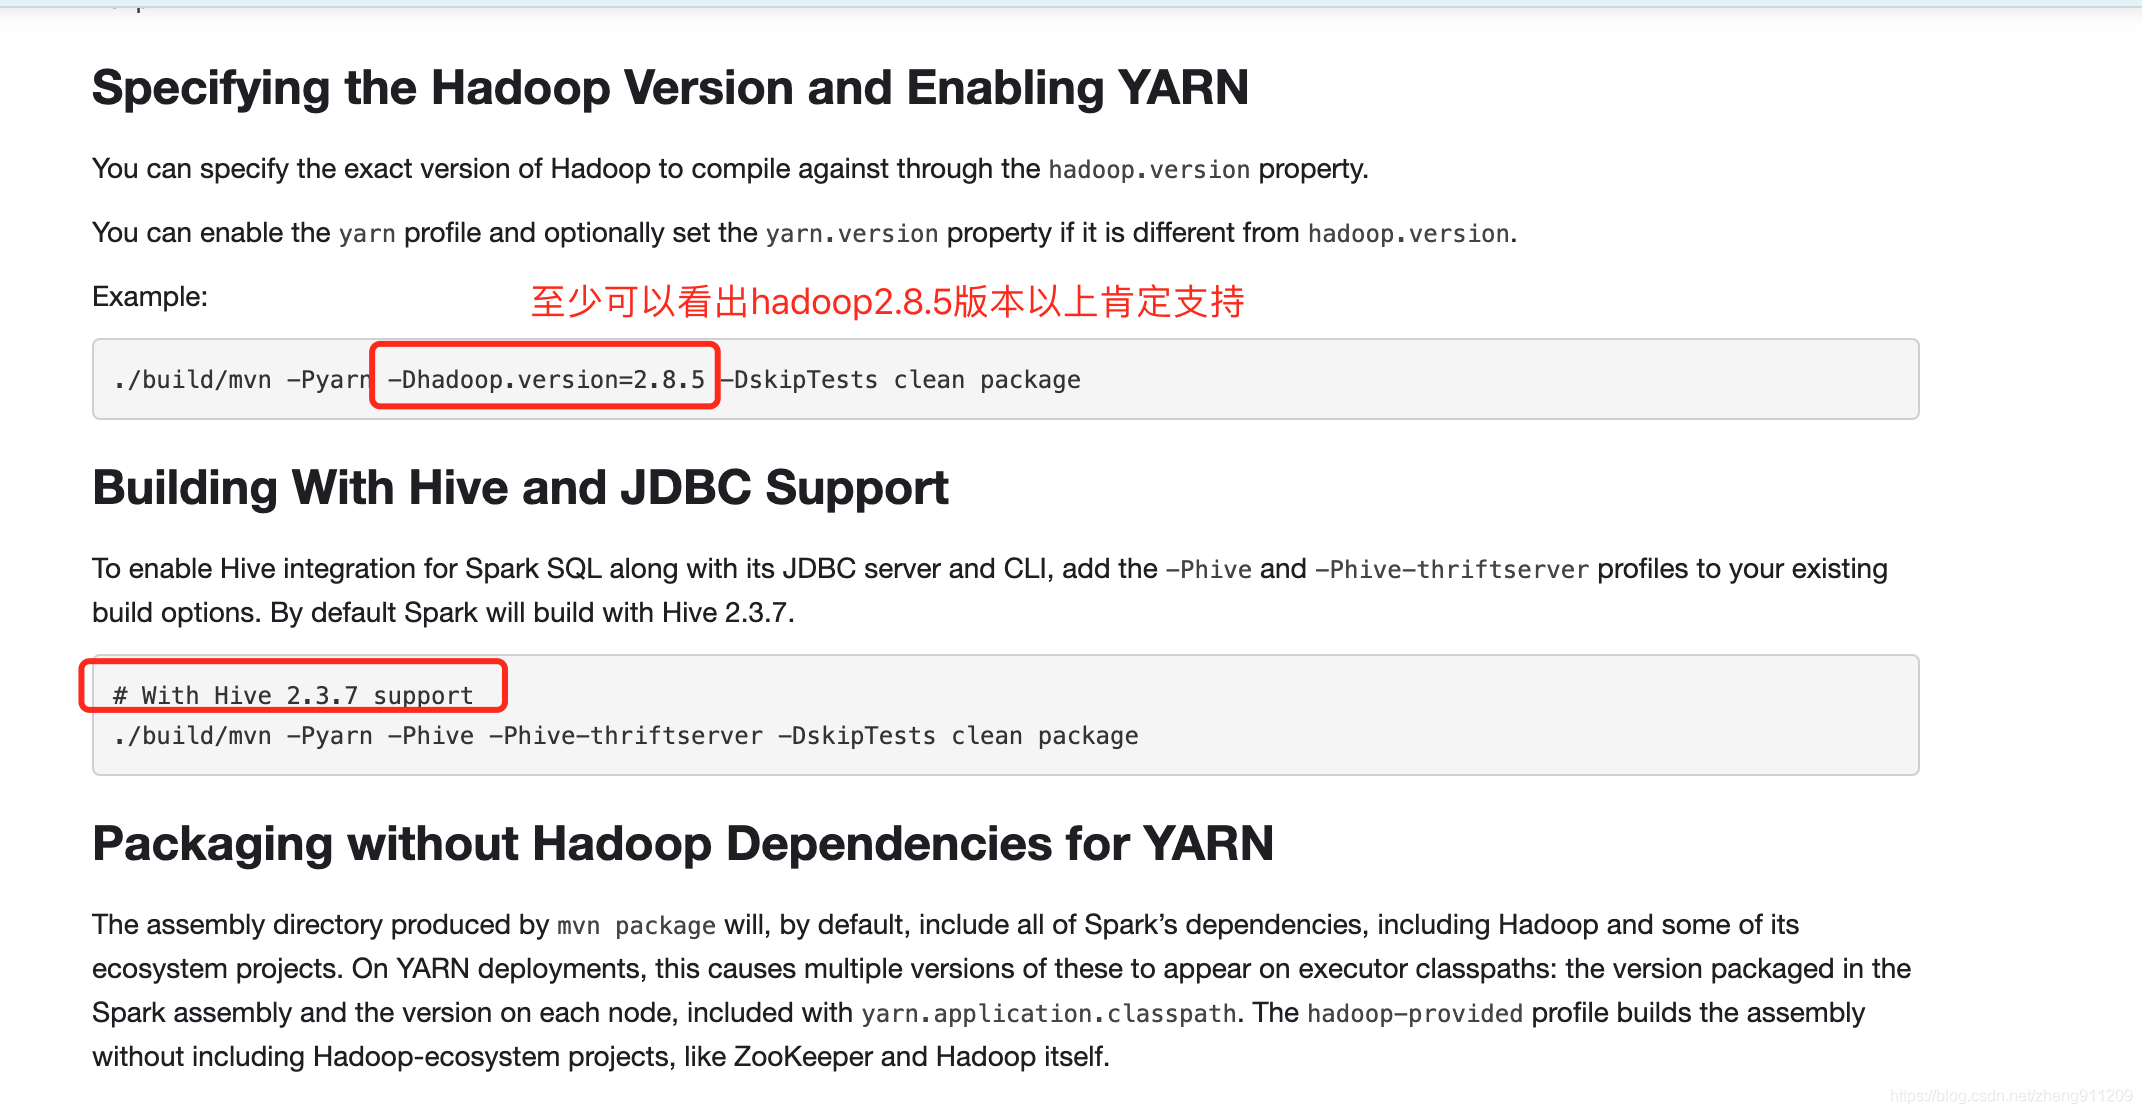 Specifying the Hadoop Version and Enabling YARN
You can specify the exact version of Hadoop to compile against through the hadoop.version property.
You can enable the yarn profile and optionally set the yarn.version property if it is different from hadoop.version.
Example:
至少可以看出hadoop2.8.5版本以上肯定支持
./build/mvn -Pyarn -Dhadoop.version=2.8.5 -DskipTests clean package
Building With Hive and JDBC Support
To enable Hive integration for Spark SQL along with its JDBC server and CLI, add the -Phive and -Phive-thriftserver profiles to your existing
build options. By default Spark will build with Hive 2.3.7.
# With Hive 2.3.7 support
./build/mvn -Pyarn -Phive -Phive-thriftserver -DskipTests clean package
Packaging without Hadoop Dependencies for YARN
The assembly directory produced by mvn package will, by default, include all of Spark’s dependencies, including Hadoop and some of its
ecosystem projects. On YARN deployments, this causes multiple versions of these to appear on executor classpaths: the version packaged in the
Spark assembly and the version on each node, included with yarn.application.classpath. The hadoop-provided profile builds the assembly
without including Hadoop-ecosystem projects, like ZooKeeper and Hadoop itself.
https://blog.csdn.net/zheng911209